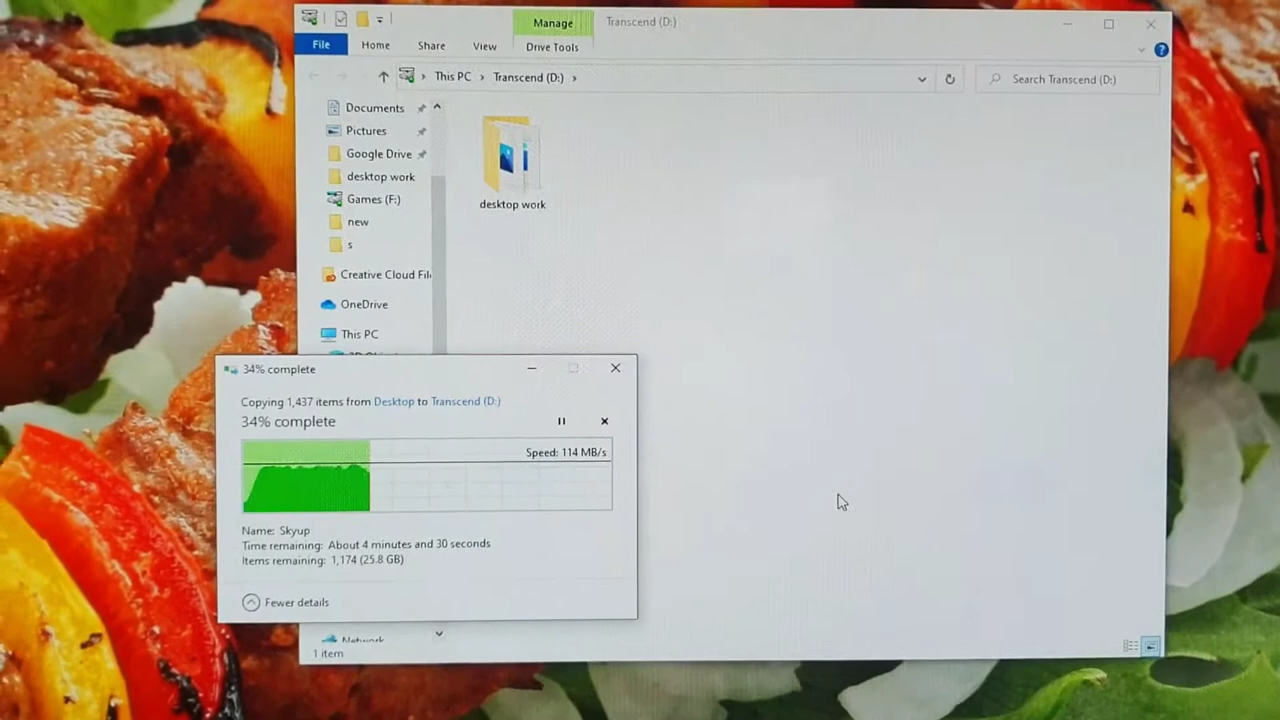 Manage
Transcend (D:)
File
Home
Share
View
Drive Tools
This PC
Transcend (D:)
Search Transcend (D:)
Documents
Pictures
Google Drive
desktop work
Games (F:)
new
s
Creative Cloud Fil
OneDrive
This PC
desktop work
34% complete
Copying 1,437 items from Desktop to Transcend (D:)
34% complete
Speed: 114 MB/s
Name: Skyup
Time remaining: About 4 minutes and 30 seconds
Items remaining: 1,174 (25.8 GB)
Fewer details
Network
1 item